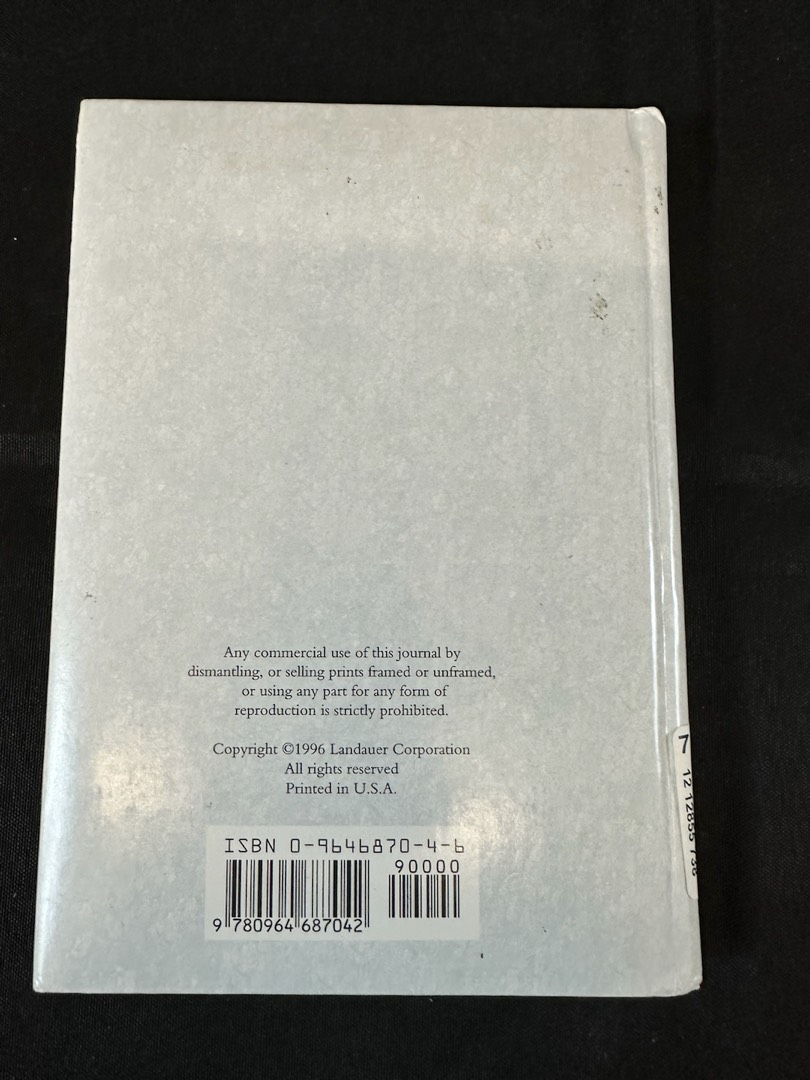 Any commercial use of this journal by
dismantling, or selling prints framed or unframed,
or using any part for any form of
reproduction is strictly prohibited.
Copyright ©1996 Landauer Corporation
All rights reserved
Printed in U.S.A.
ISBN 0-9646870-4-6
90000
9 780964 687042
7
12 12855